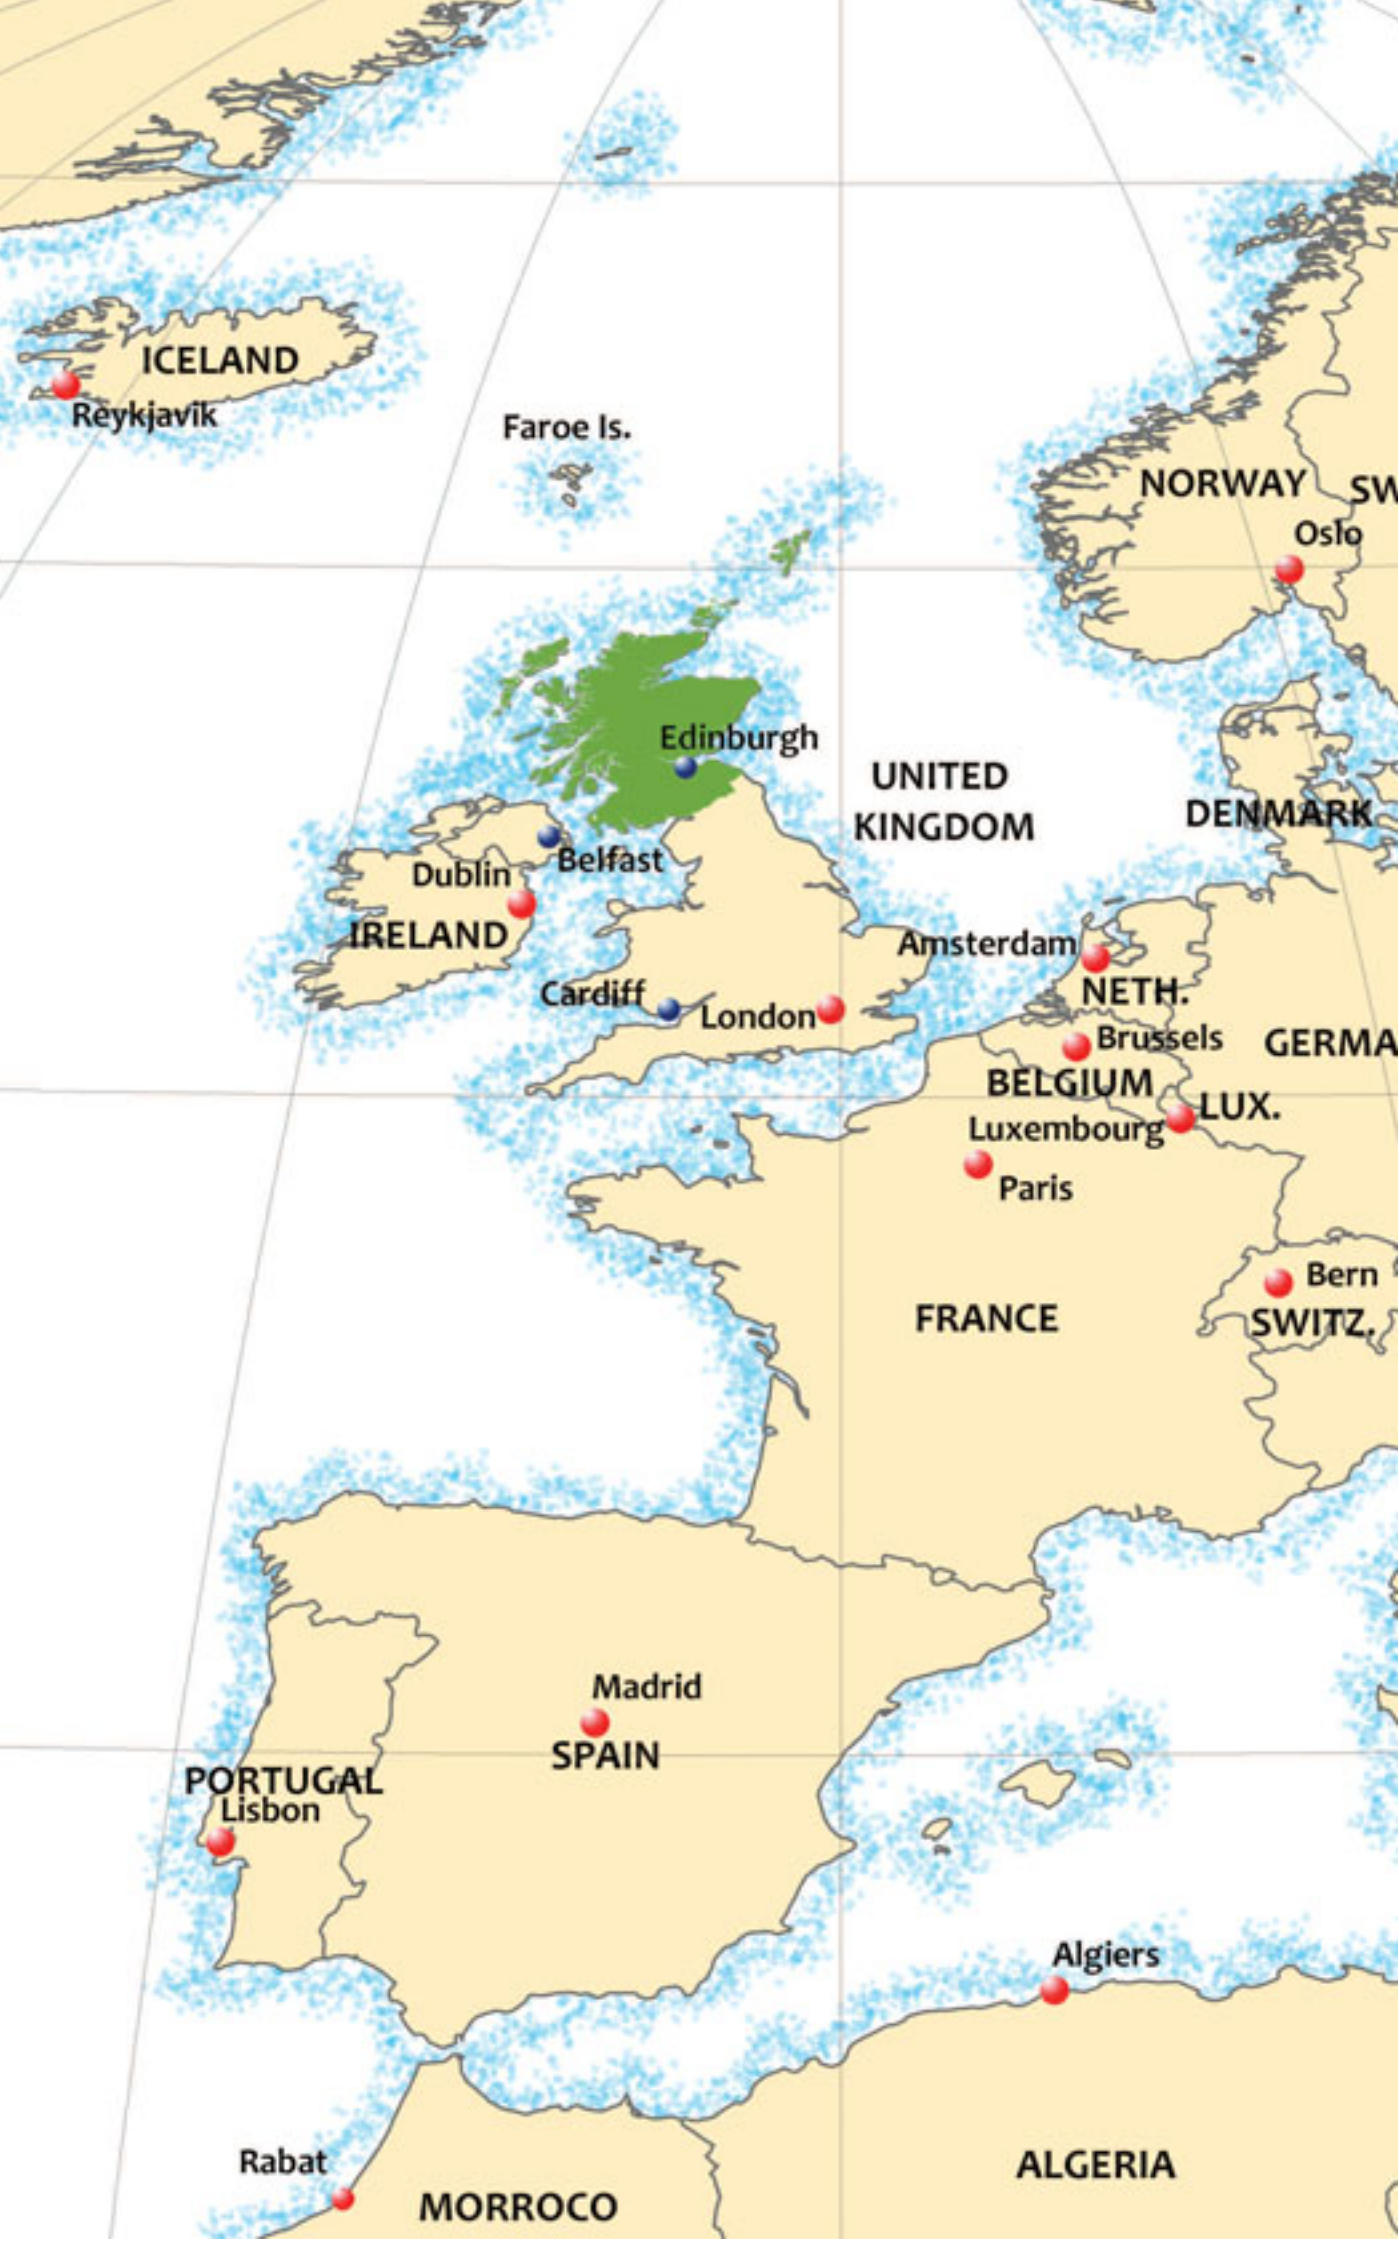 ICELAND
Reykjavik
Faroe Is.
NORWAY
SW
Oslo
Edinburgh
UNITED
KINGDOM
DENMARK
Belfast
Dublin
IRELAND
Amsterdam
NETH.
Cardiff
London
Brussels
GERMA
BELGIUM
LUX.
Luxembourg
Paris
Bern
FRANCE
SWITZ.
Madrid
SPAIN
PORTUGAL
Lisbon
Algiers
Rabat
ALGERIA
MORROCO